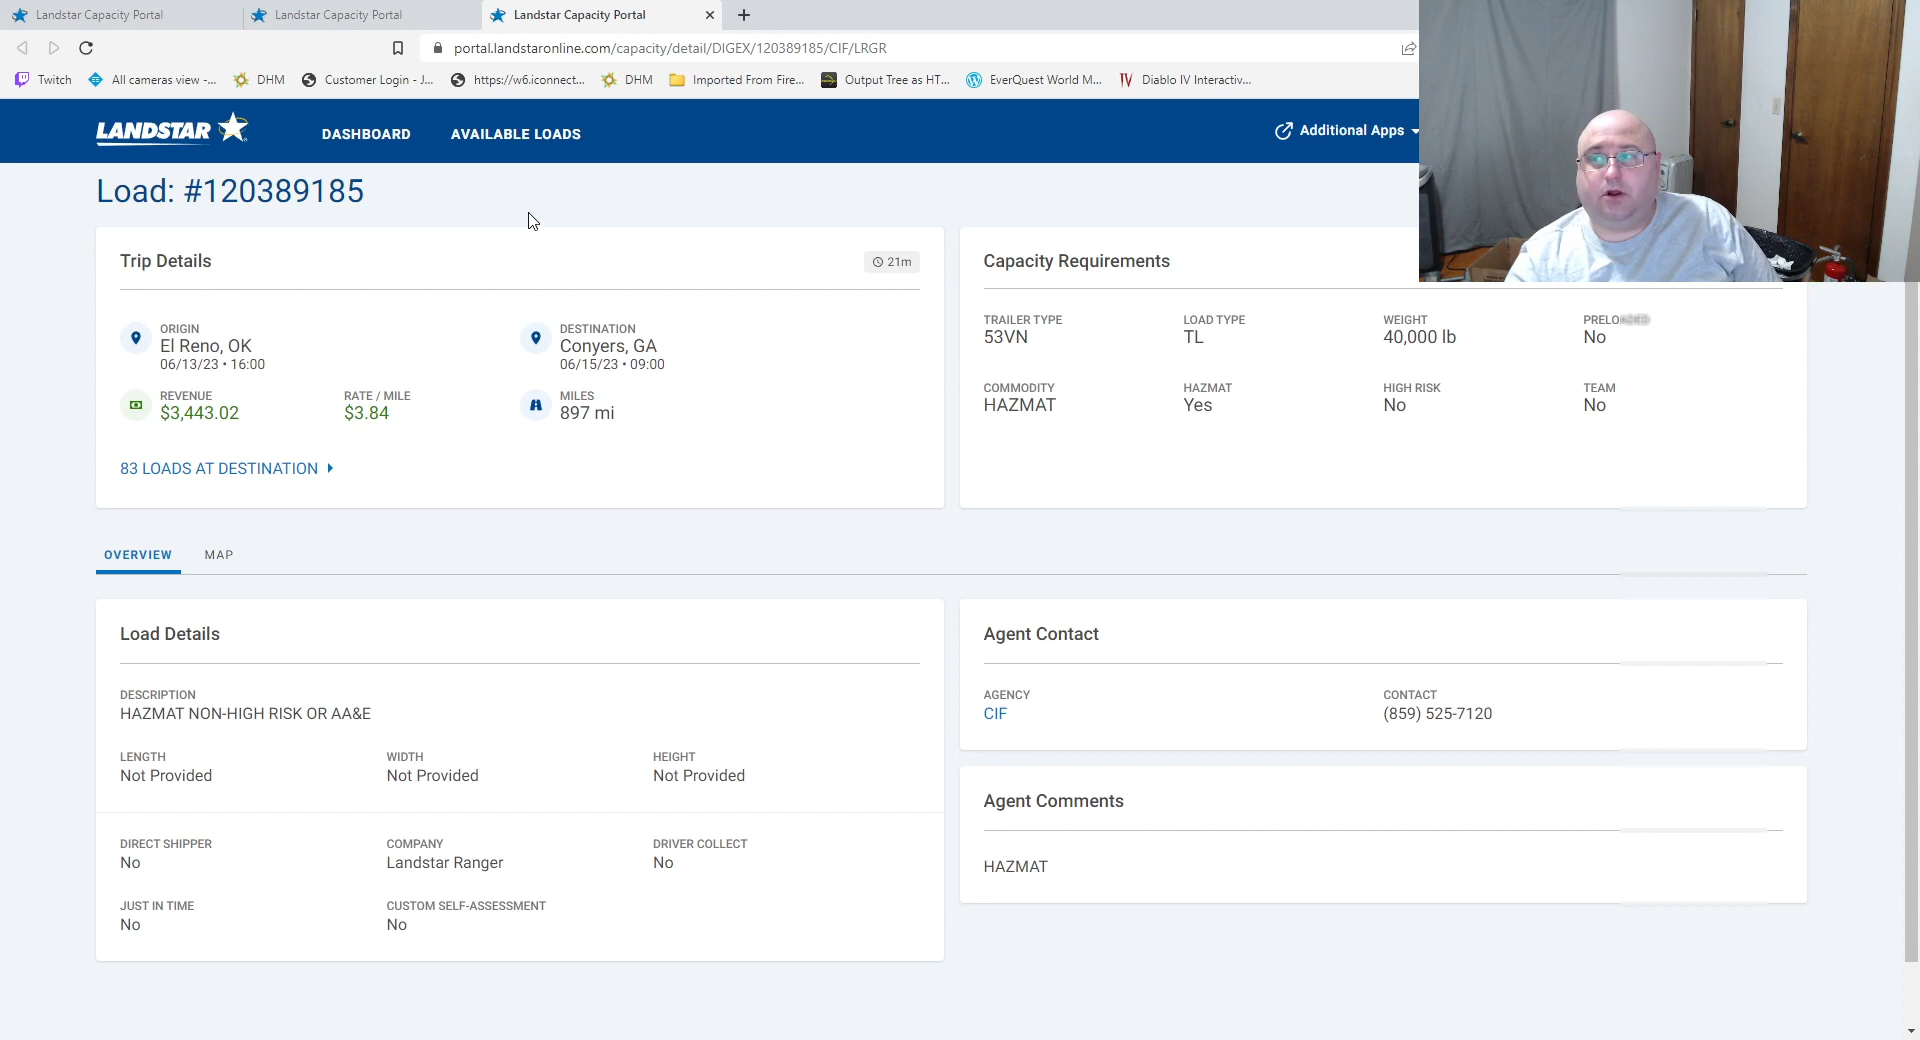 Landstar Capacity Portal
Landstar Capacity Portal
Landstar Capacity Portal
portal.landstaronline.com/capacity/detail/DIGEX/120389185/CIF/LRGR
Twitch
All cameras view -...
DHM
Customer Login - J...
https://w6.iconnect...
DHM
Imported From Fire...
Output Tree as HT...
EverQuest World M...
Diablo IV Interactiv...
LANDSTAR
DASHBOARD
AVAILABLE LOADS
Additional Apps
Load: #120389185
Trip Details
21m
ORIGIN
El Reno, OK
06/13/23 • 16:00
DESTINATION
Conyers, GA
06/15/23 • 09:00
REVENUE
$3,443.02
RATE / MILE
$3.84
MILES
897 mi
83 LOADS AT DESTINATION
Capacity Requirements
TRAILER TYPE
53VN
LOAD TYPE
TL
WEIGHT
40,000 lb
No
COMMODITY
HAZMAT
HAZMAT
Yes
HIGH RISK
No
TEAM
No
OVERVIEW
MAP
Load Details
DESCRIPTION
HAZMAT NON-HIGH RISK OR AA&E
LENGTH
Not Provided
WIDTH
Not Provided
HEIGHT
Not Provided
DIRECT SHIPPER
No
COMPANY
Landstar Ranger
DRIVER COLLECT
No
JUST IN TIME
No
CUSTOM SELF-ASSESSMENT
No
Agent Contact
AGENCY
CIF
CONTACT
(859) 525-7120
Agent Comments
HAZMAT